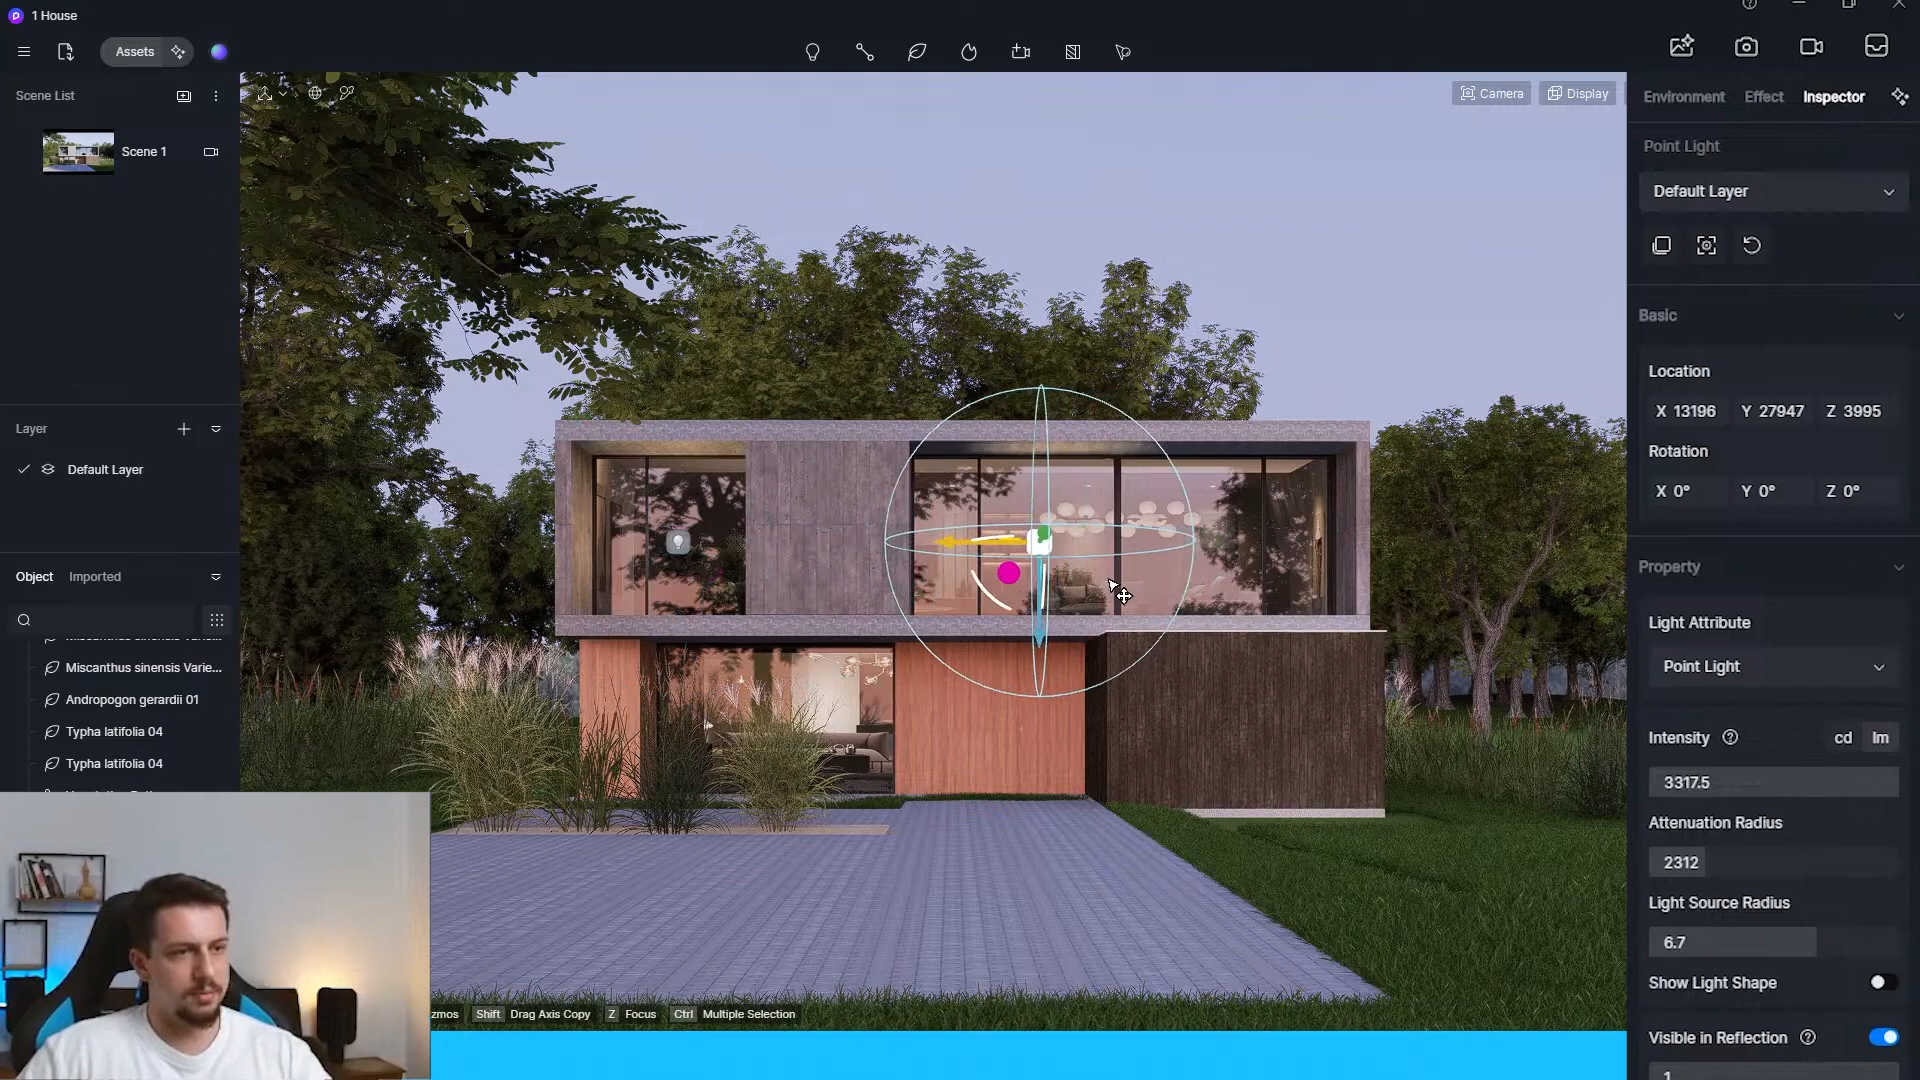 1 House
Assets
Scene List
Scene 1
Layer
Default Layer
Object Imported
Miscanthus sinensis Varie...
Andropogon gerardii 01
Typha latifolia 04
Typha latifolia 04
Camera Display
zmos Shift Drag Axis Copy Z Focus Ctrl Multiple Selection
Environment Effect Inspector
Point Light
Default Layer
Basic
Location
X 13196 Y 27947 Z 3995
Rotation
X 0° Y 0° Z 0°
Property
Light Attribute
Point Light
Intensity cd lm
3317.5
Attenuation Radius
2312
Light Source Radius
6.7
Show Light Shape
Visible in Reflection
1